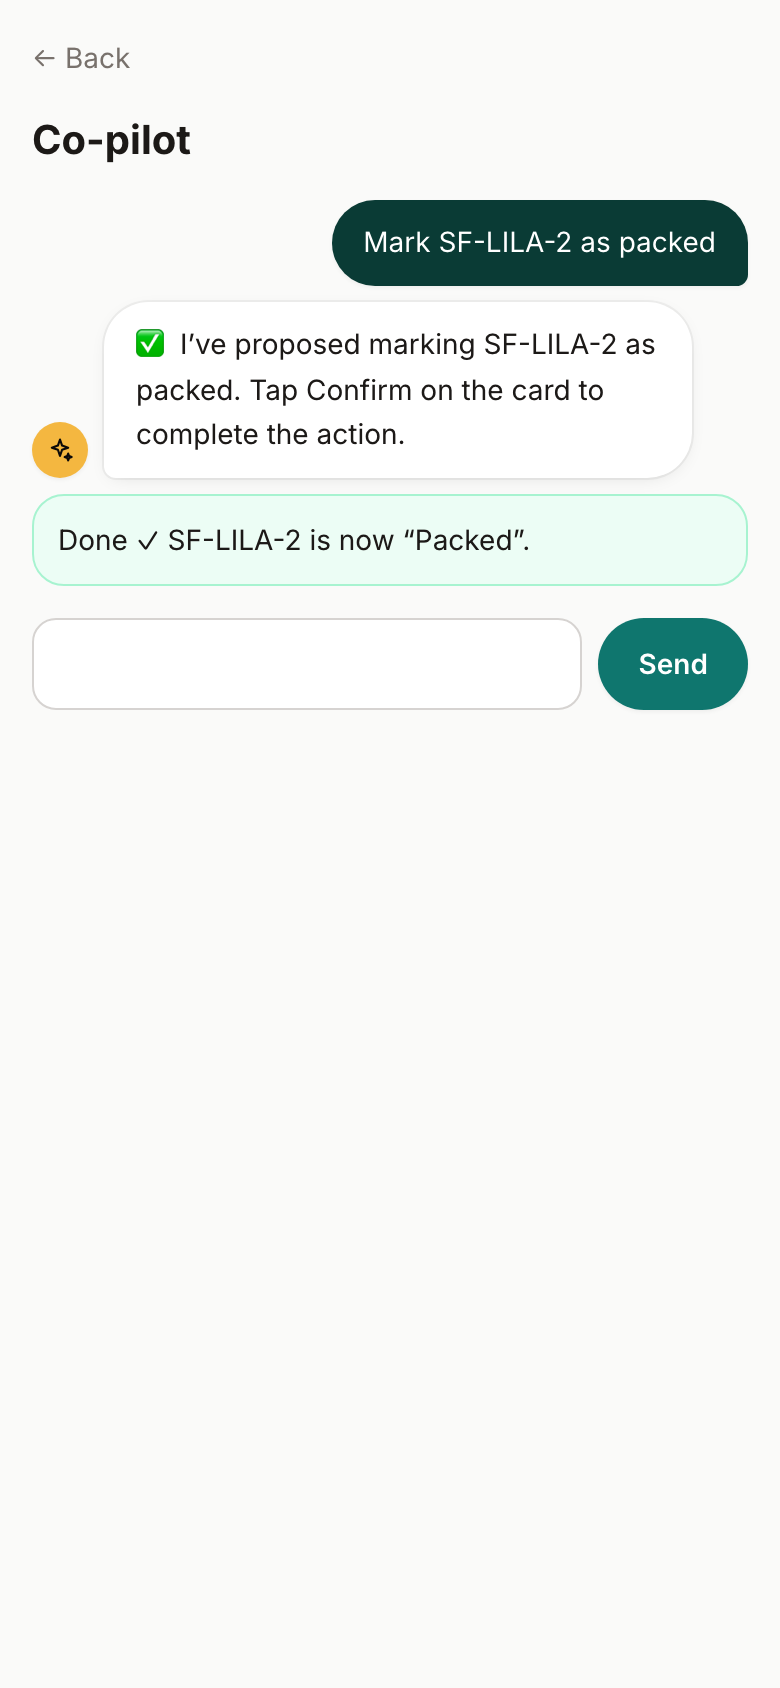 ← Back
Co-pilot
Mark SF-LILA-2 as packed
✅ I’ve proposed marking SF-LILA-2 as
packed. Tap Confirm on the card to
complete the action.
Done ✓ SF-LILA-2 is now “Packed”.
Send